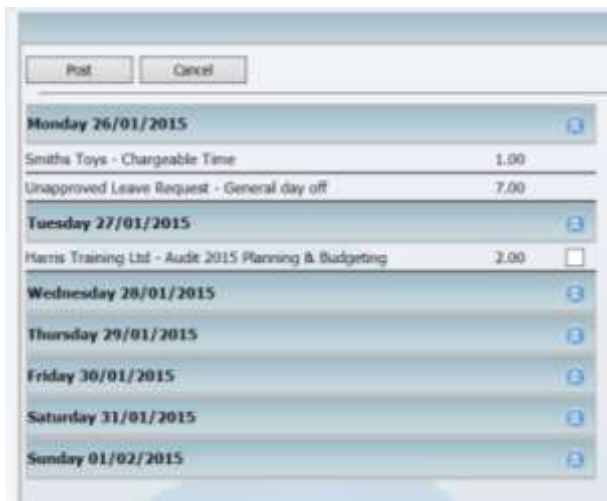 Post Cancel
Monday 26/01/2015
Smiths Toys - Chargeable Time 1.00
Unapproved Leave Request - General day off 7.00
Tuesday 27/01/2015
Harris Training Ltd - Audit 2015 Planning & Budgeting 2.00
Wednesday 28/01/2015
Thursday 29/01/2015
Friday 30/01/2015
Saturday 31/01/2015
Sunday 01/02/2015